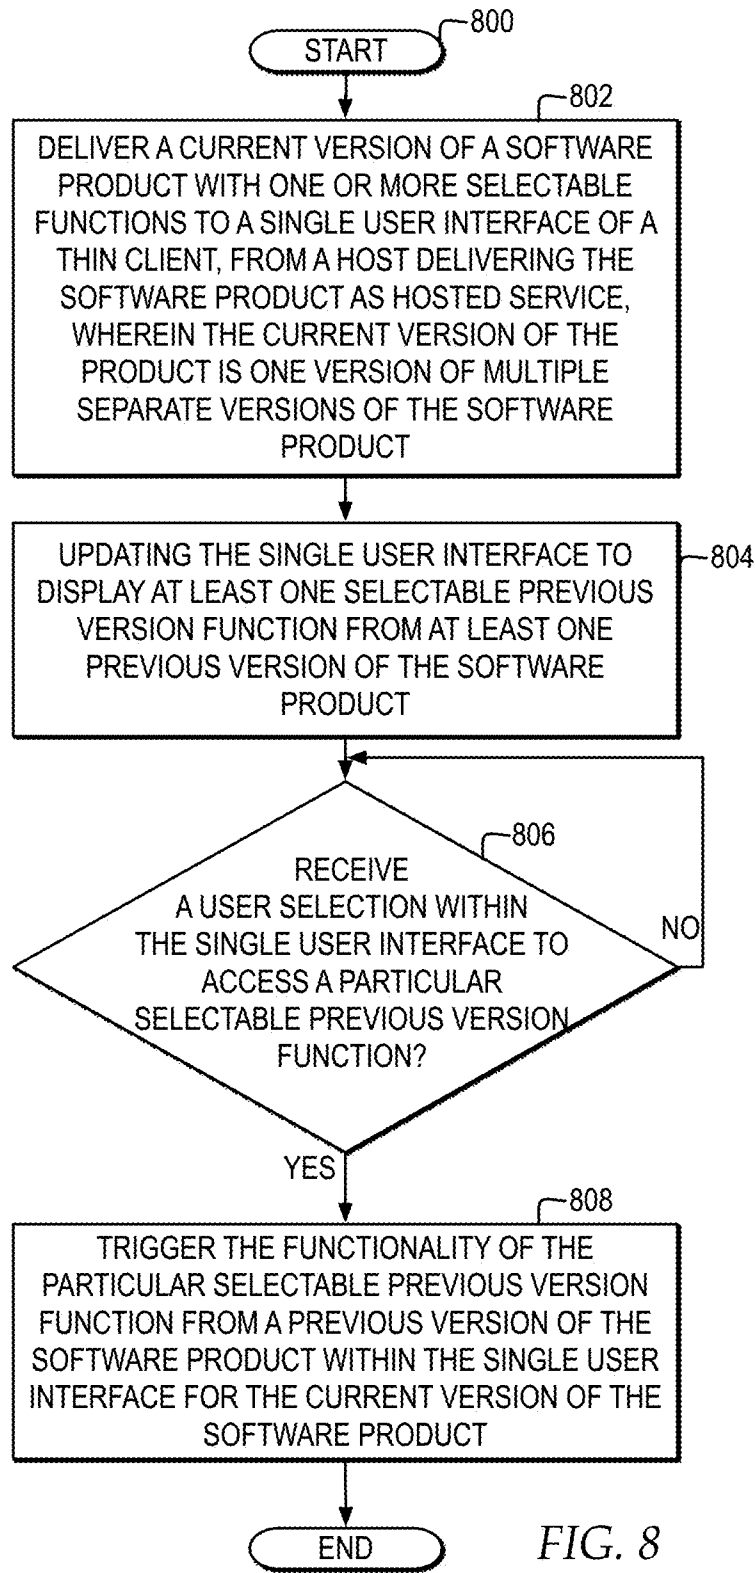 800
START
802
DELIVER A CURRENT VERSION OF A SOFTWARE
PRODUCT WITH ONE OR MORE SELECTABLE
FUNCTIONS TO A SINGLE USER INTERFACE OF A
THIN CLIENT, FROM A HOST DELIVERING THE
SOFTWARE PRODUCT AS HOSTED SERVICE,
WHEREIN THE CURRENT VERSION OF THE
PRODUCT IS ONE VERSION OF MULTIPLE
SEPARATE VERSIONS OF THE SOFTWARE
PRODUCT
804
UPDATING THE SINGLE USER INTERFACE TO
DISPLAY AT LEAST ONE SELECTABLE PREVIOUS
VERSION FUNCTION FROM AT LEAST ONE
PREVIOUS VERSION OF THE SOFTWARE
PRODUCT
806
RECEIVE
A USER SELECTION WITHIN
THE SINGLE USER INTERFACE TO
ACCESS A PARTICULAR
SELECTABLE PREVIOUS VERSION
FUNCTION?
NO
YES
808
TRIGGER THE FUNCTIONALITY OF THE
PARTICULAR SELECTABLE PREVIOUS VERSION
FUNCTION FROM A PREVIOUS VERSION OF THE
SOFTWARE PRODUCT WITHIN THE SINGLE USER
INTERFACE FOR THE CURRENT VERSION OF THE
SOFTWARE PRODUCT
END
FIG. 8